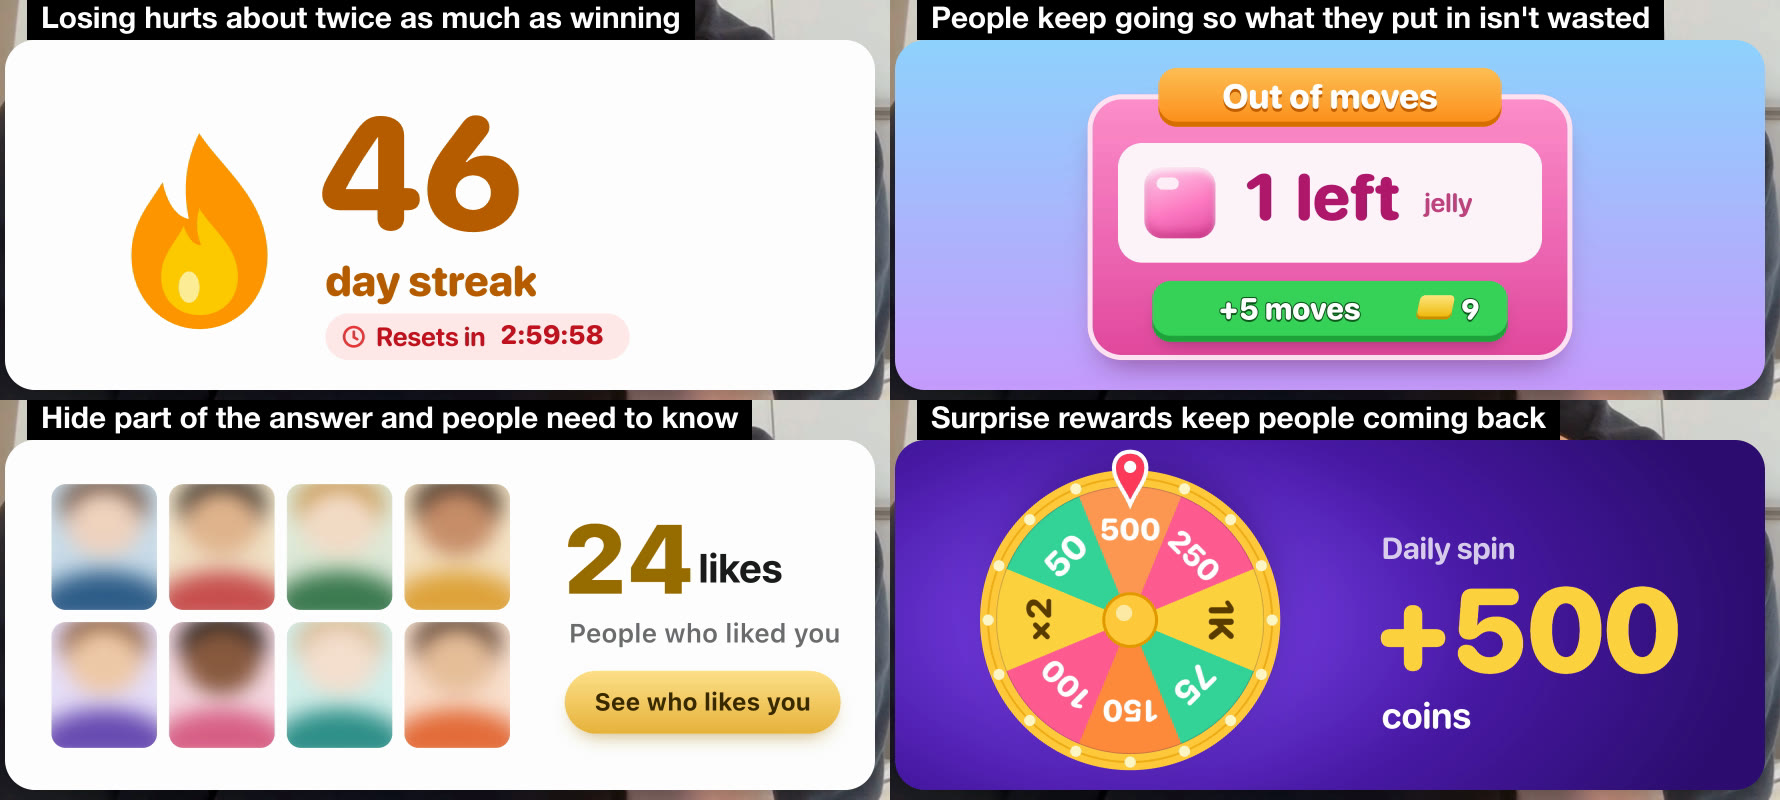 Losing hurts about twice as much as winning
46
day streak
Resets in 2:59:58
People keep going so what they put in isn't wasted
Out of moves
1 left jelly
+5 moves 9
Hide part of the answer and people need to know
24 likes
People who liked you
See who likes you
Surprise rewards keep people coming back
500
250
1K
75
150
100
×2
50
Daily spin
+500
coins